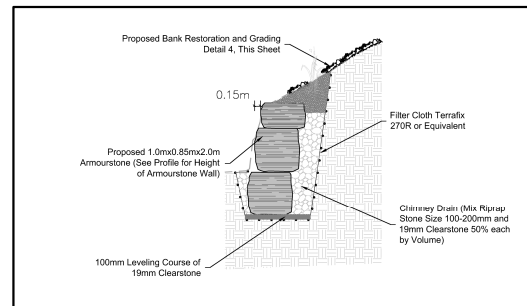 Proposed Bank Restoration and Grading
Detail 4, This Sheet
0.15m
Filter Cloth Terrafix
270R or Equivalent
Proposed 1.0mx0.85mx2.0m
Armourstone (See Profile for Height
of Armourstone Wall)
Chimney Drain (Mix Riprap
Stone Size 100-200mm and
19mm Clearstone 50% each
by Volume)
100mm Leveling Course of
19mm Clearstone